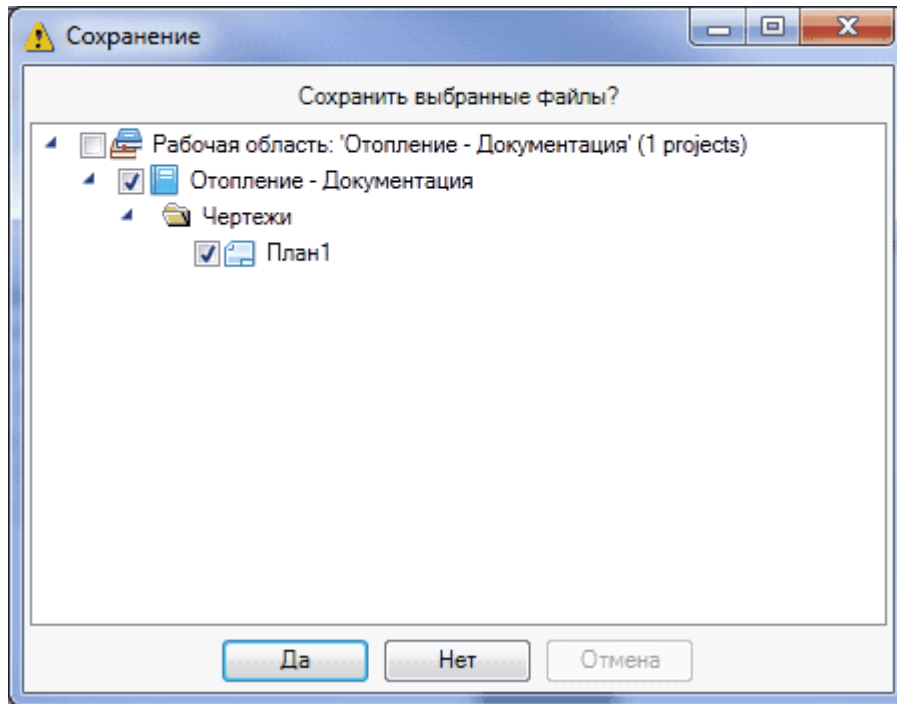 Сохранение
Сохранить выбранные файлы?
Рабочая область: 'Отопление - Документация' (1 projects)
Отопление - Документация
Чертежи
План1
Да Нет Отмена